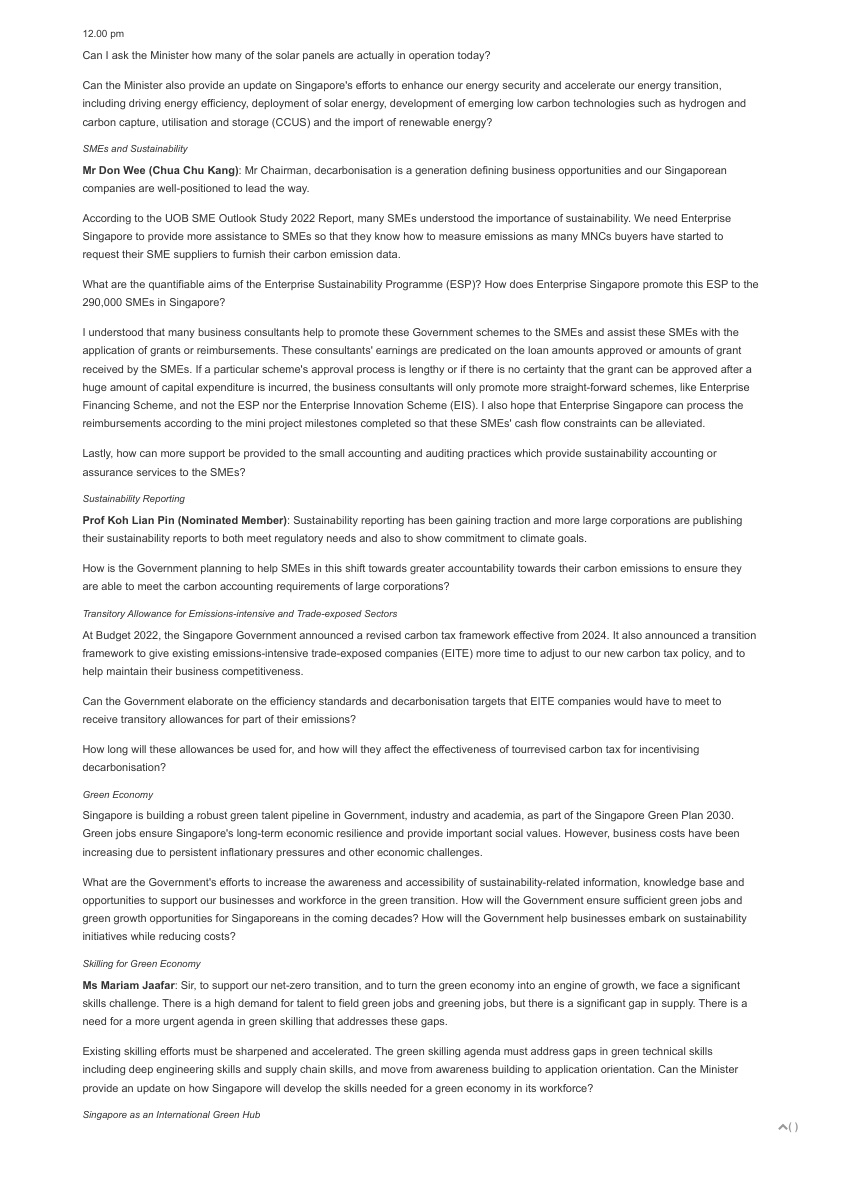 12.00 pm
Can I ask the Minister how many of the solar panels are actually in operation today?
Can the Minister also provide an update on Singapore's efforts to enhance our energy security and accelerate our energy transition,
including driving energy efficiency, deployment of solar energy, development of emerging low carbon technologies such as hydrogen and
carbon capture, utilisation and storage (CCUS) and the import of renewable energy?
SMEs and Sustainability
Mr Don Wee (Chua Chu Kang): Mr Chairman, decarbonisation is a generation defining business opportunities and our Singaporean
companies are well-positioned to lead the way.
According to the UOB SME Outlook Study 2022 Report, many SMEs understood the importance of sustainability. We need Enterprise
Singapore to provide more assistance to SMEs so that they know how to measure emissions as many MNCs buyers have started to
request their SME suppliers to furnish their carbon emission data.
What are the quantifiable aims of the Enterprise Sustainability Programme (ESP)? How does Enterprise Singapore promote this ESP to the
290,000 SMEs in Singapore?
I understood that many business consultants help to promote these Government schemes to the SMEs and assist these SMEs with the
application of grants or reimbursements. These consultants' earnings are predicated on the loan amounts approved or amounts of grant
received by the SMEs. If a particular scheme's approval process is lengthy or if there is no certainty that the grant can be approved after a
huge amount of capital expenditure is incurred, the business consultants will only promote more straight-forward schemes, like Enterprise
Financing Scheme, and not the ESP nor the Enterprise Innovation Scheme (EIS). I also hope that Enterprise Singapore can process the
reimbursements according to the mini project milestones completed so that these SMEs' cash flow constraints can be alleviated.
Lastly, how can more support be provided to the small accounting and auditing practices which provide sustainability accounting or
assurance services to the SMEs?
Sustainability Reporting
Prof Koh Lian Pin (Nominated Member): Sustainability reporting has been gaining traction and more large corporations are publishing
their sustainability reports to both meet regulatory needs and also to show commitment to climate goals.
How is the Government planning to help SMEs in this shift towards greater accountability towards their carbon emissions to ensure they
are able to meet the carbon accounting requirements of large corporations?
Transitory Allowance for Emissions-intensive and Trade-exposed Sectors
At Budget 2022, the Singapore Government announced a revised carbon tax framework effective from 2024. It also announced a transition
framework to give existing emissions-intensive trade-exposed companies (EITE) more time to adjust to our new carbon tax policy, and to
help maintain their business competitiveness.
Can the Government elaborate on the efficiency standards and decarbonisation targets that EITE companies would have to meet to
receive transitory allowances for part of their emissions?
How long will these allowances be used for, and how will they affect the effectiveness of tourrevised carbon tax for incentivising
decarbonisation?
Green Economy
Singapore is building a robust green talent pipeline in Government, industry and academia, as part of the Singapore Green Plan 2030.
Green jobs ensure Singapore's long-term economic resilience and provide important social values. However, business costs have been
increasing due to persistent inflationary pressures and other economic challenges.
What are the Government's efforts to increase the awareness and accessibility of sustainability-related information, knowledge base and
opportunities to support our businesses and workforce in the green transition. How will the Government ensure sufficient green jobs and
green growth opportunities for Singaporeans in the coming decades? How will the Government help businesses embark on sustainability
initiatives while reducing costs?
Skilling for Green Economy
Ms Mariam Jaafar: Sir, to support our net-zero transition, and to turn the green economy into an engine of growth, we face a significant
skills challenge. There is a high demand for talent to field green jobs and greening jobs, but there is a significant gap in supply. There is a
need for a more urgent agenda in green skilling that addresses these gaps.
Existing skilling efforts must be sharpened and accelerated. The green skilling agenda must address gaps in green technical skills
including deep engineering skills and supply chain skills, and move from awareness building to application orientation. Can the Minister
provide an update on how Singapore will develop the skills needed for a green economy in its workforce?
Singapore as an International Green Hub
( )